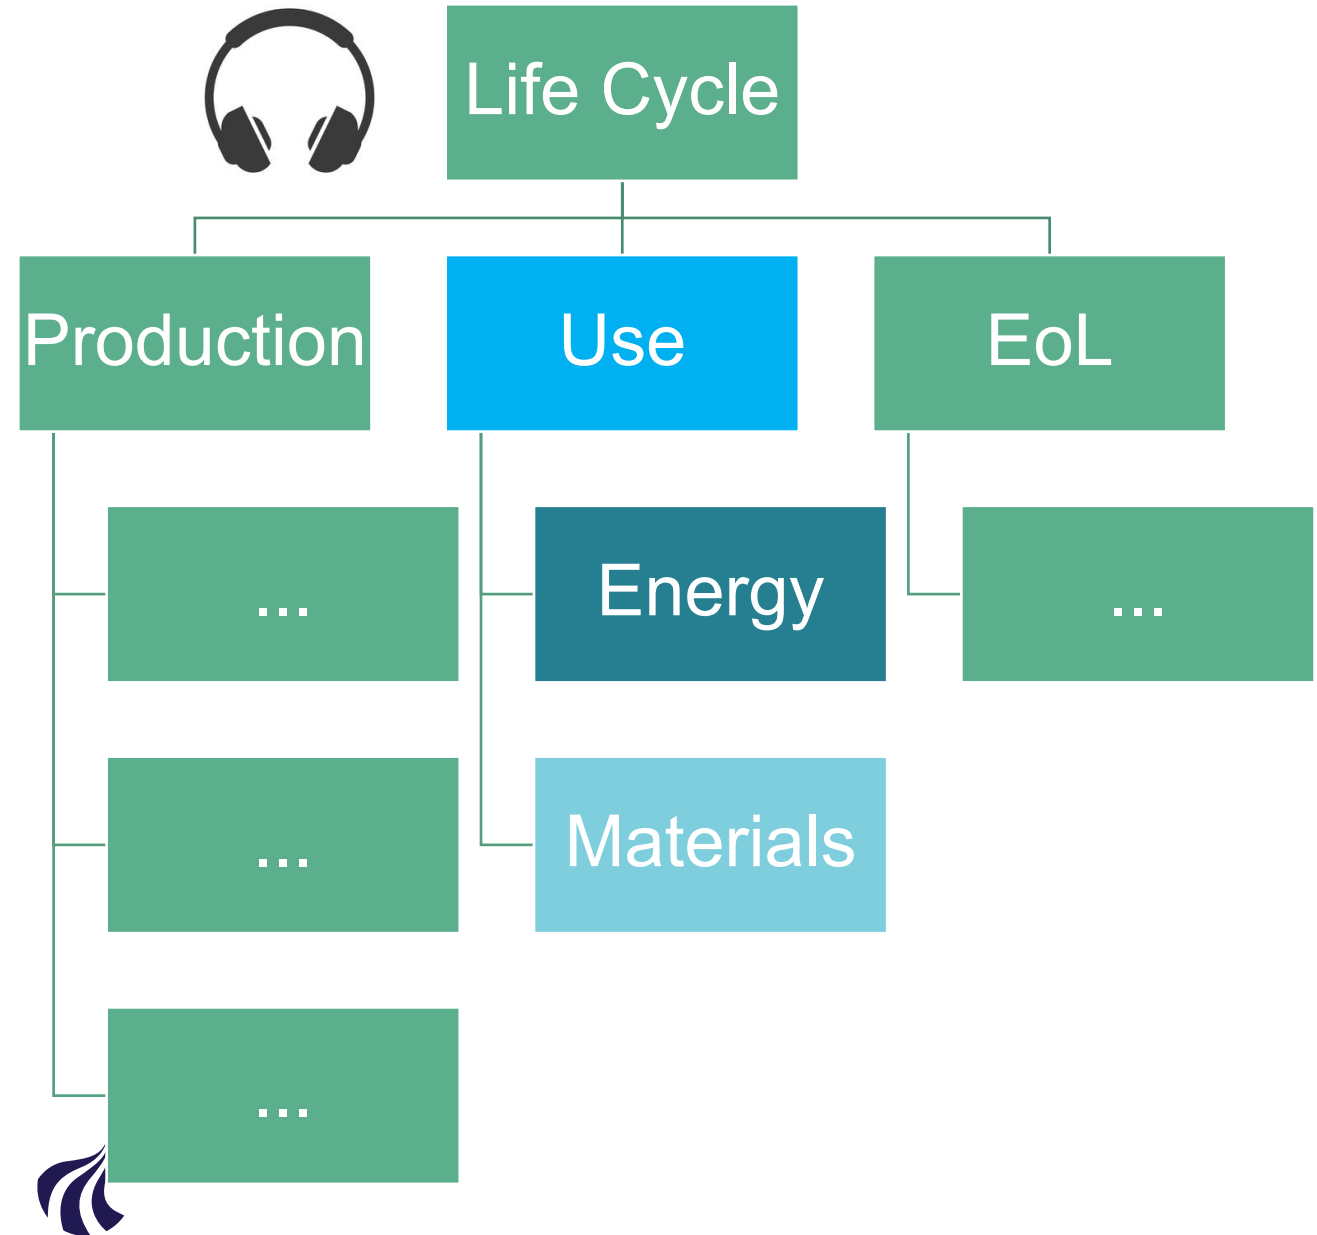 Life Cycle
Production
Use
EoL
...
Energy
...
...
Materials
...